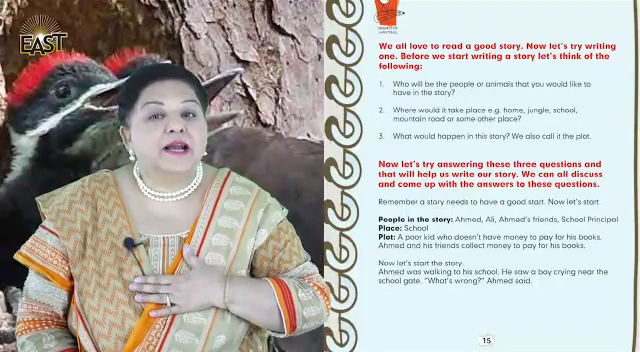 EAST
creative
writing
We all love to read a good story. Now let's try writing
one. Before we start writing a story let's think of the
following:
1. Who will be the people or animals that you would like to
have in the story?
2. Where would it take place e.g. home, jungle, school,
mountain road or some other place?
3. What would happen in this story? We also call it the plot.
Now let's try answering these three questions and
that will help us write our story. We can all discuss
and come up with the answers to these questions.
Remember a story needs to have a good start. Now let's start.
People in the story: Ahmed, Ali, Ahmed's friends, School Principal
Place: School
Plot: A poor kid who doesn't have money to pay for his books.
Ahmed and his friends collect money to pay for his books.
Now let's start the story.
Ahmed was walking to his school. He saw a boy crying near the
school gate. "What's wrong?" Ahmed said.
15